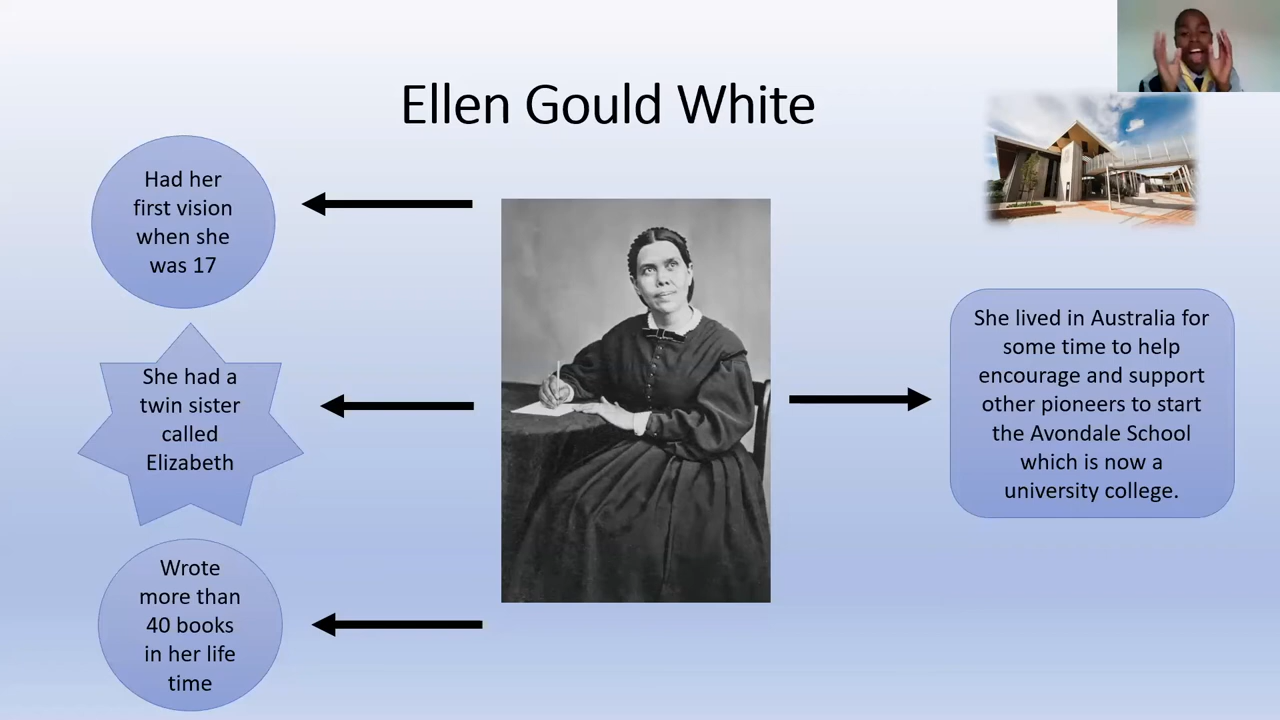 Ellen Gould White
Had her
first vision
when she
was 17
She had a
twin sister
called
Elizabeth
Wrote
more than
40 books
in her life
time
She lived in Australia for
some time to help
encourage and support
other pioneers to start
the Avondale School
which is now a
university college.